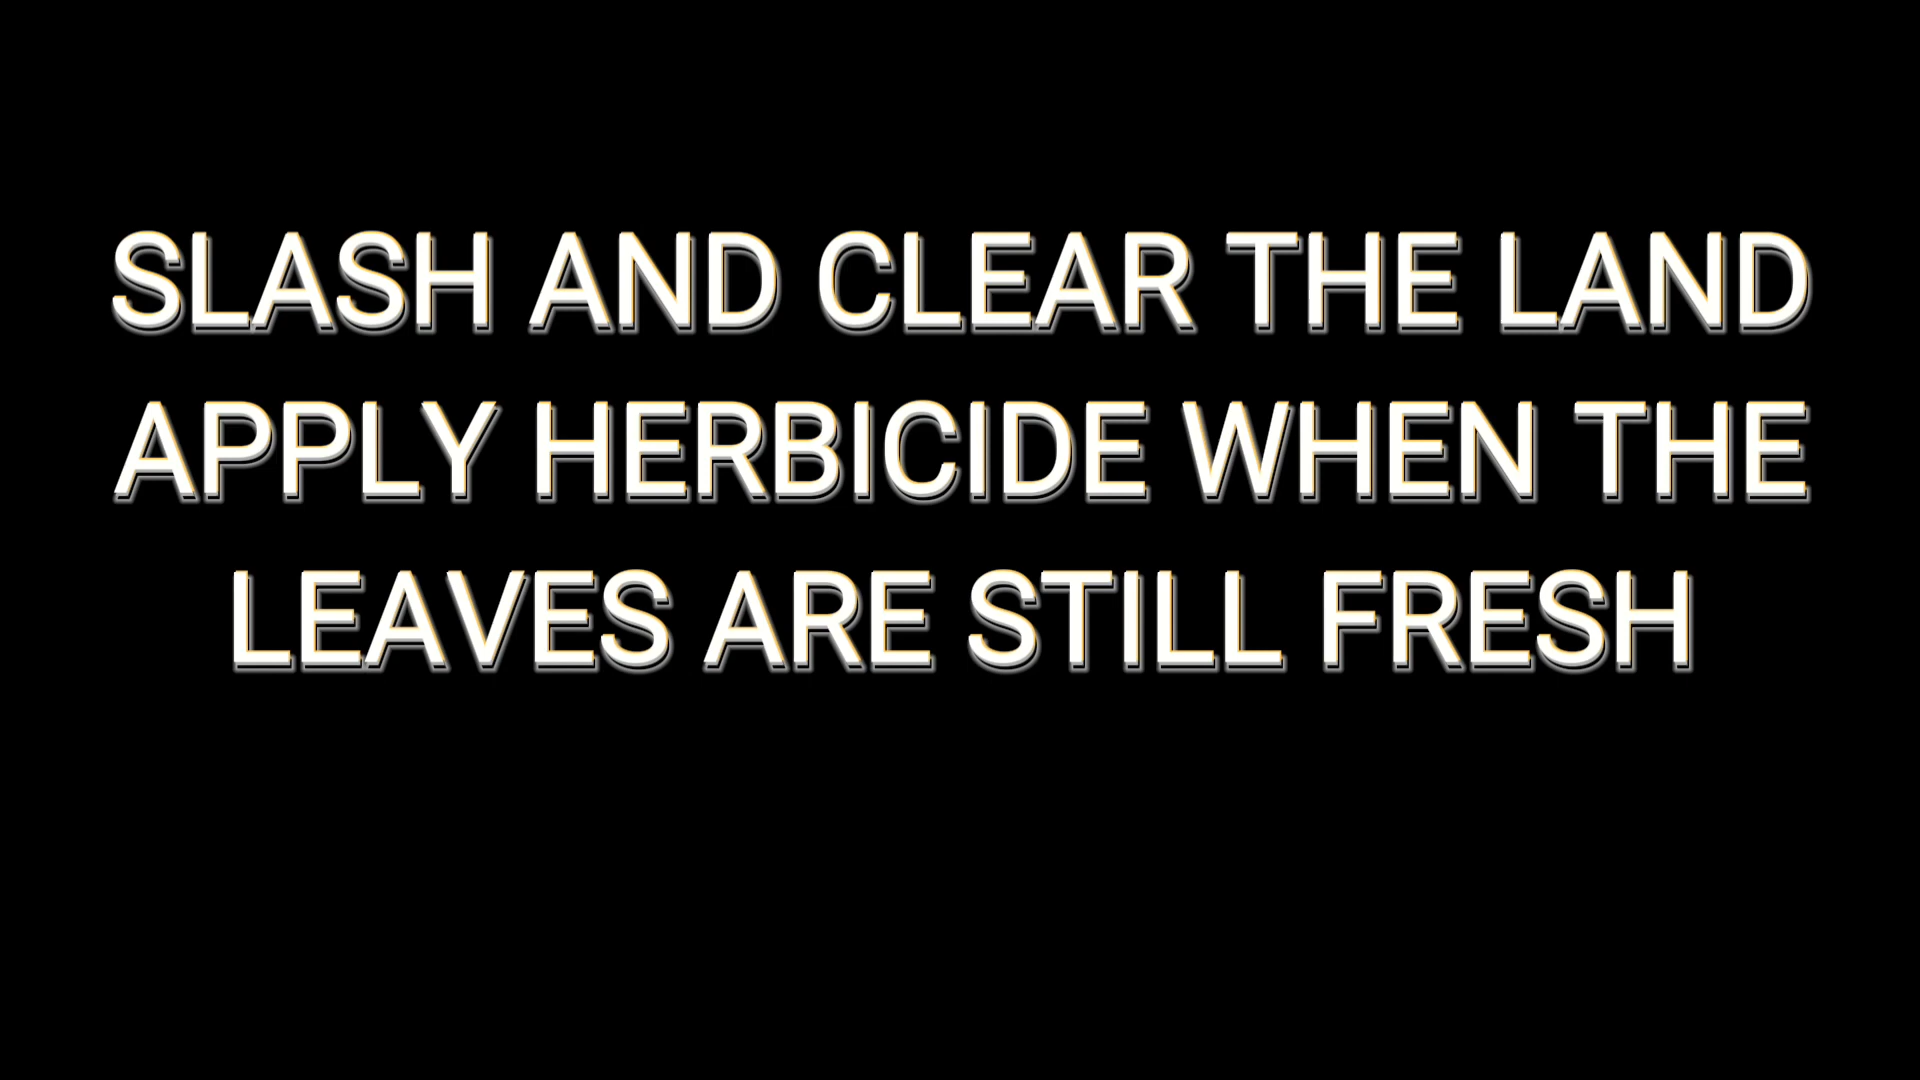 SLASH AND CLEAR THE LAND
APPLY HERBICIDE WHEN THE
LEAVES ARE STILL FRESH